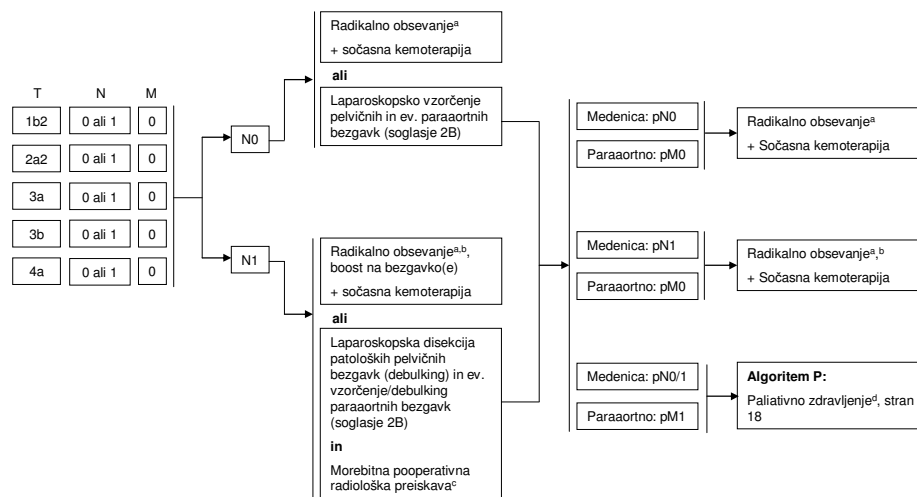 T N M
1b2 0 ali 1 0
2a2 0 ali 1 0
3a 0 ali 1 0
3b 0 ali 1 0
4a 0 ali 1 0
N0
N1
Radikalno obsevanjeᵃ
+ sočasna kemoterapija
ali
Laparoskopsko vzorčenje
pelvičnih in ev. paraaortnih
bezgavk (soglasje 2B)
Radikalno obsevanjeᵃ,ᵇ,
boost na bezgavko(e)
+ sočasna kemoterapija
ali
Laparoskopska disekcija
patoloških pelvičnih
bezgavk (debulking) in ev.
vzorčenje/debulking
paraaortnih bezgavk
(soglasje 2B)
in
Morebitna pooperativna
radiološka preiskavaᶜ
Medenica: pN0
Paraaortno: pM0
Radikalno obsevanjeᵃ
+ Sočasna kemoterapija
Medenica: pN1
Paraaortno: pM0
Radikalno obsevanjeᵃ,ᵇ
+ Sočasna kemoterapija
Medenica: pN0/1
Paraaortno: pM1
Algoritem P:
Paliativno zdravljenjeᵈ, stran
18